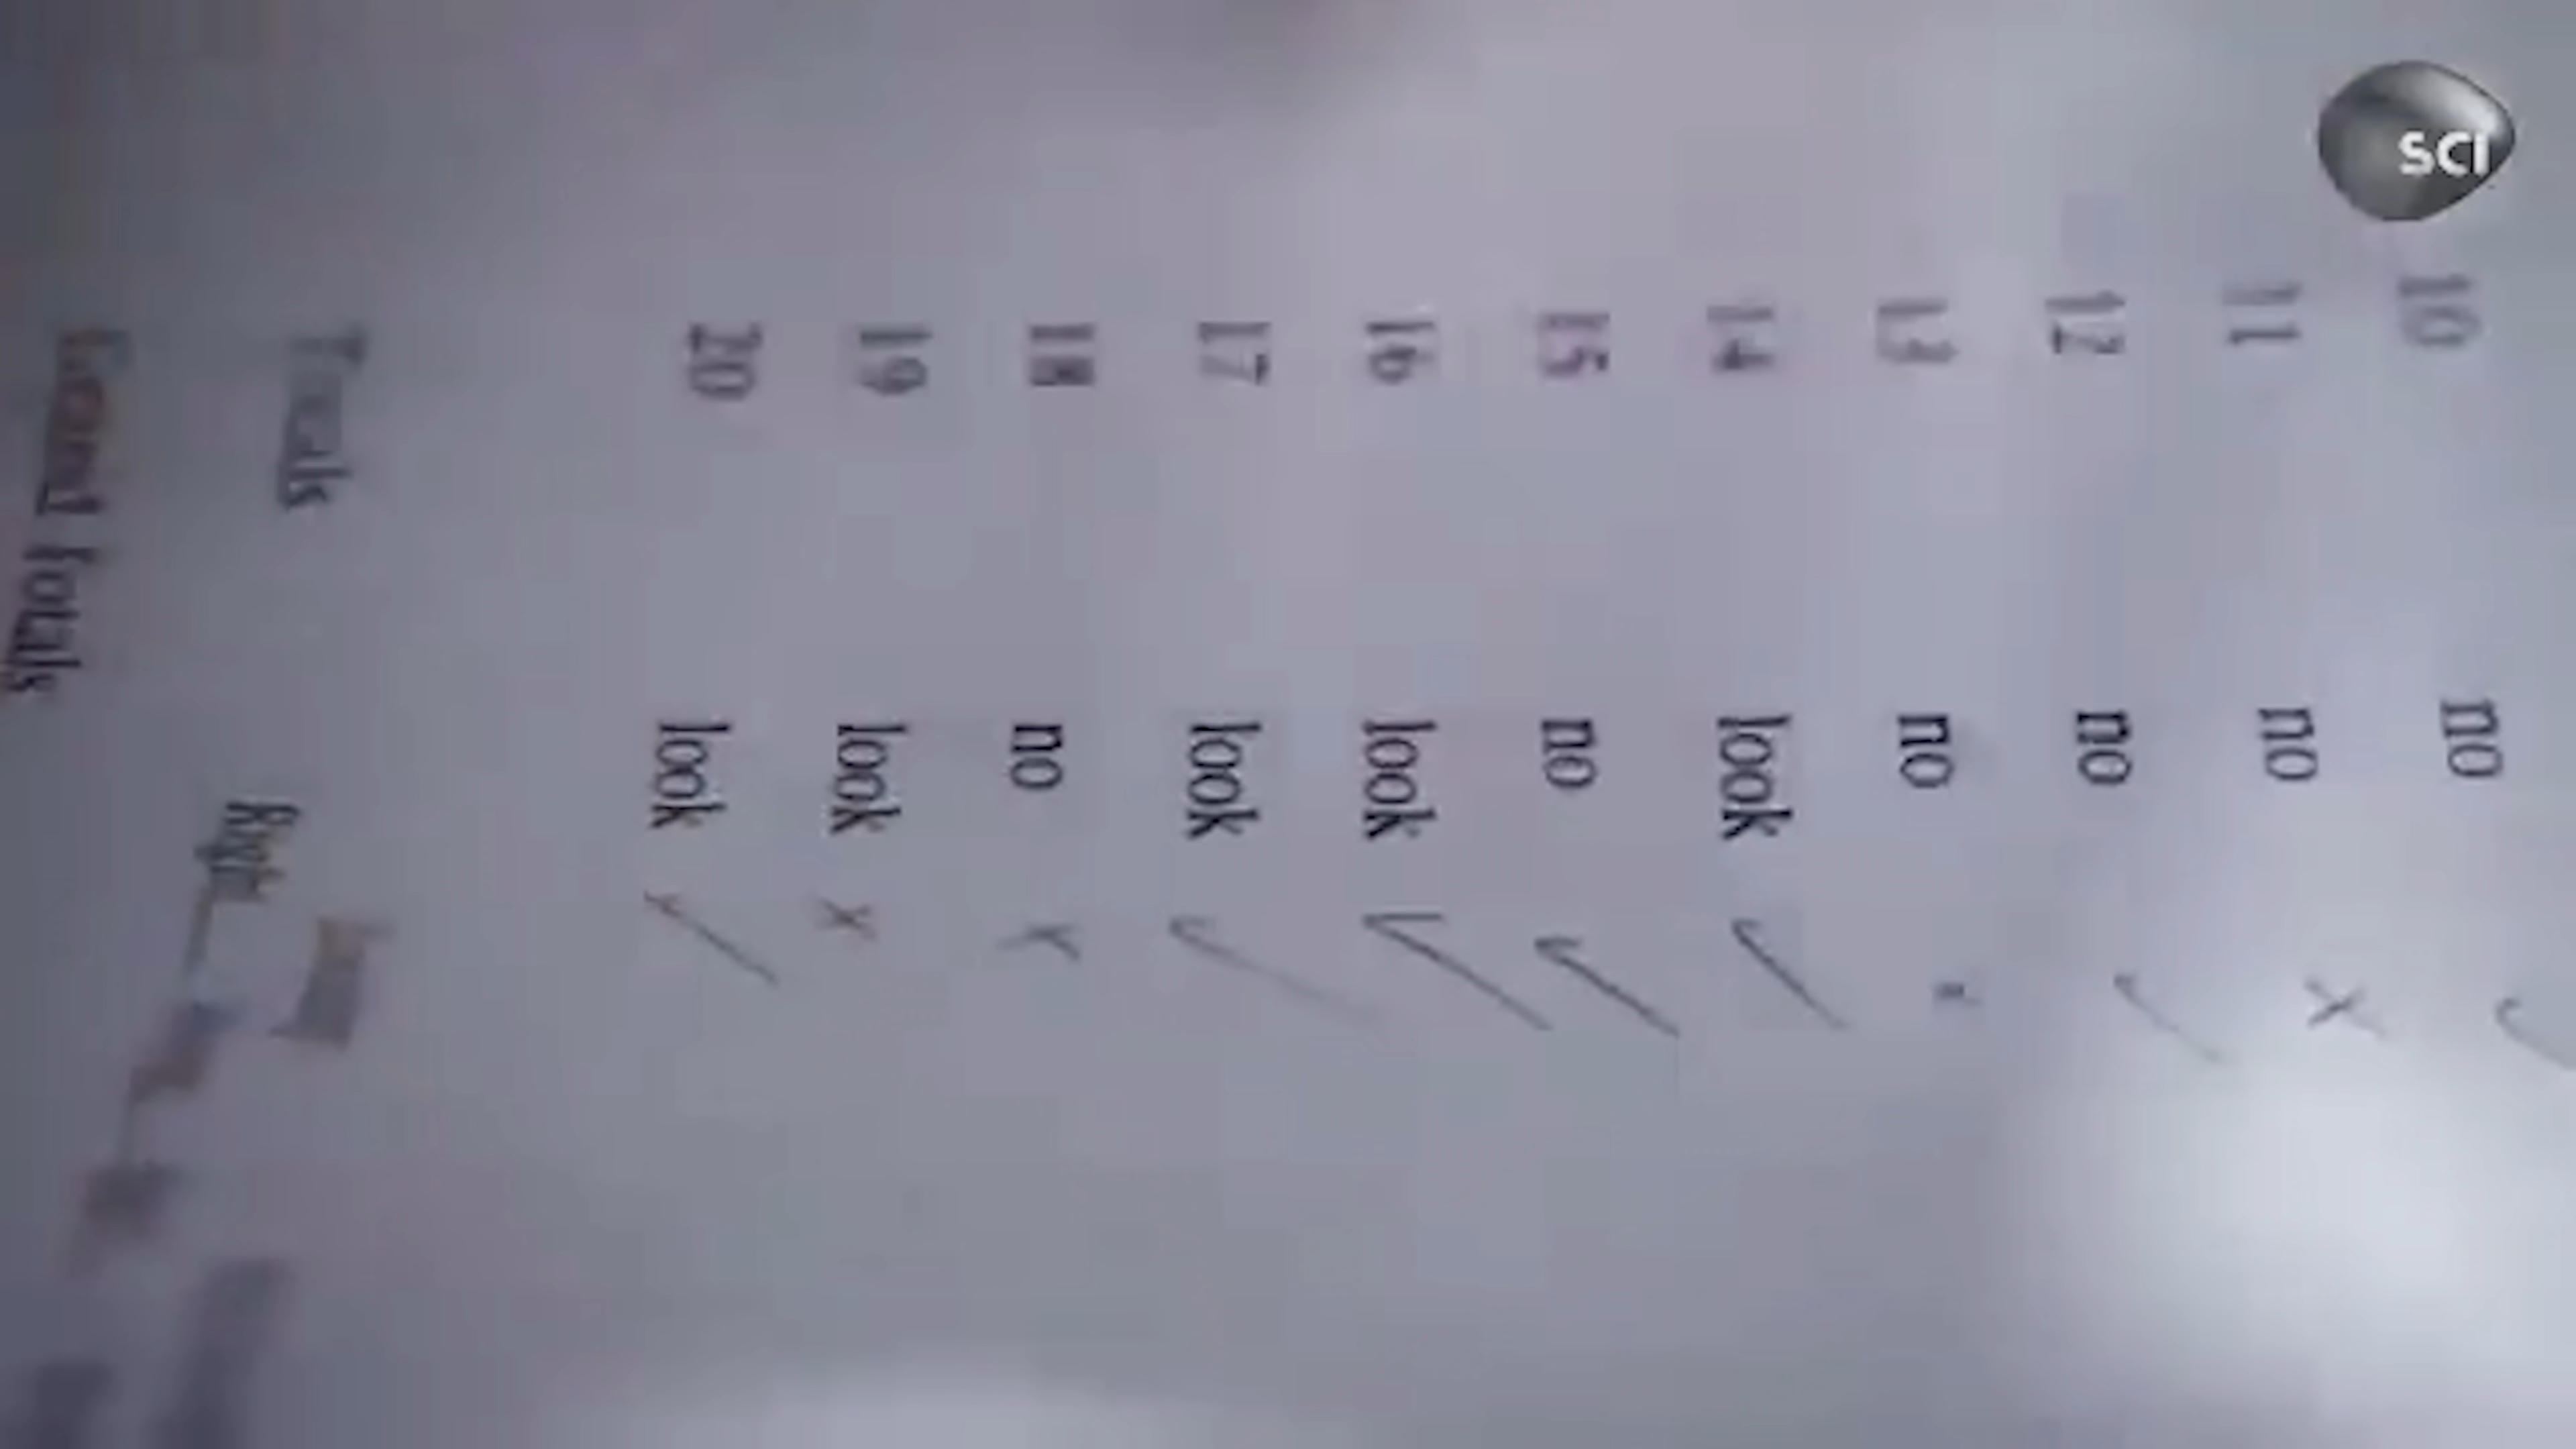 SCI
10 no ✓
11 no x
12 no ✓
13 no x
14 look ✓
15 no ✓
16 look ✓
17 look ✓
18 no x
19 look x
20 look ✓
Totals Right
Grand Totals